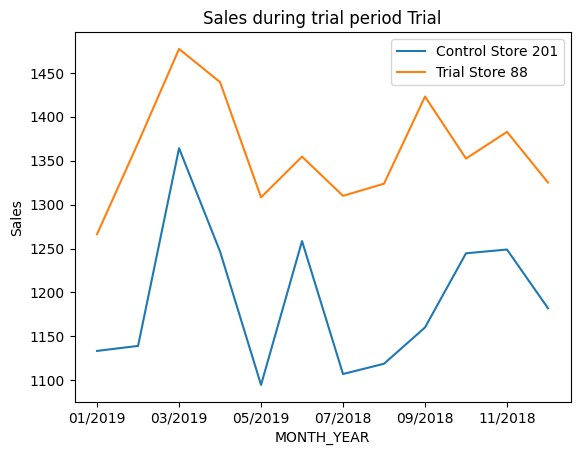 Sales during trial period Trial
Control Store 201
Trial Store 88
Sales
1450
1400
1350
1300
1250
1200
1150
1100
01/2019 03/2019 05/2019 07/2018 09/2018 11/2018
MONTH_YEAR